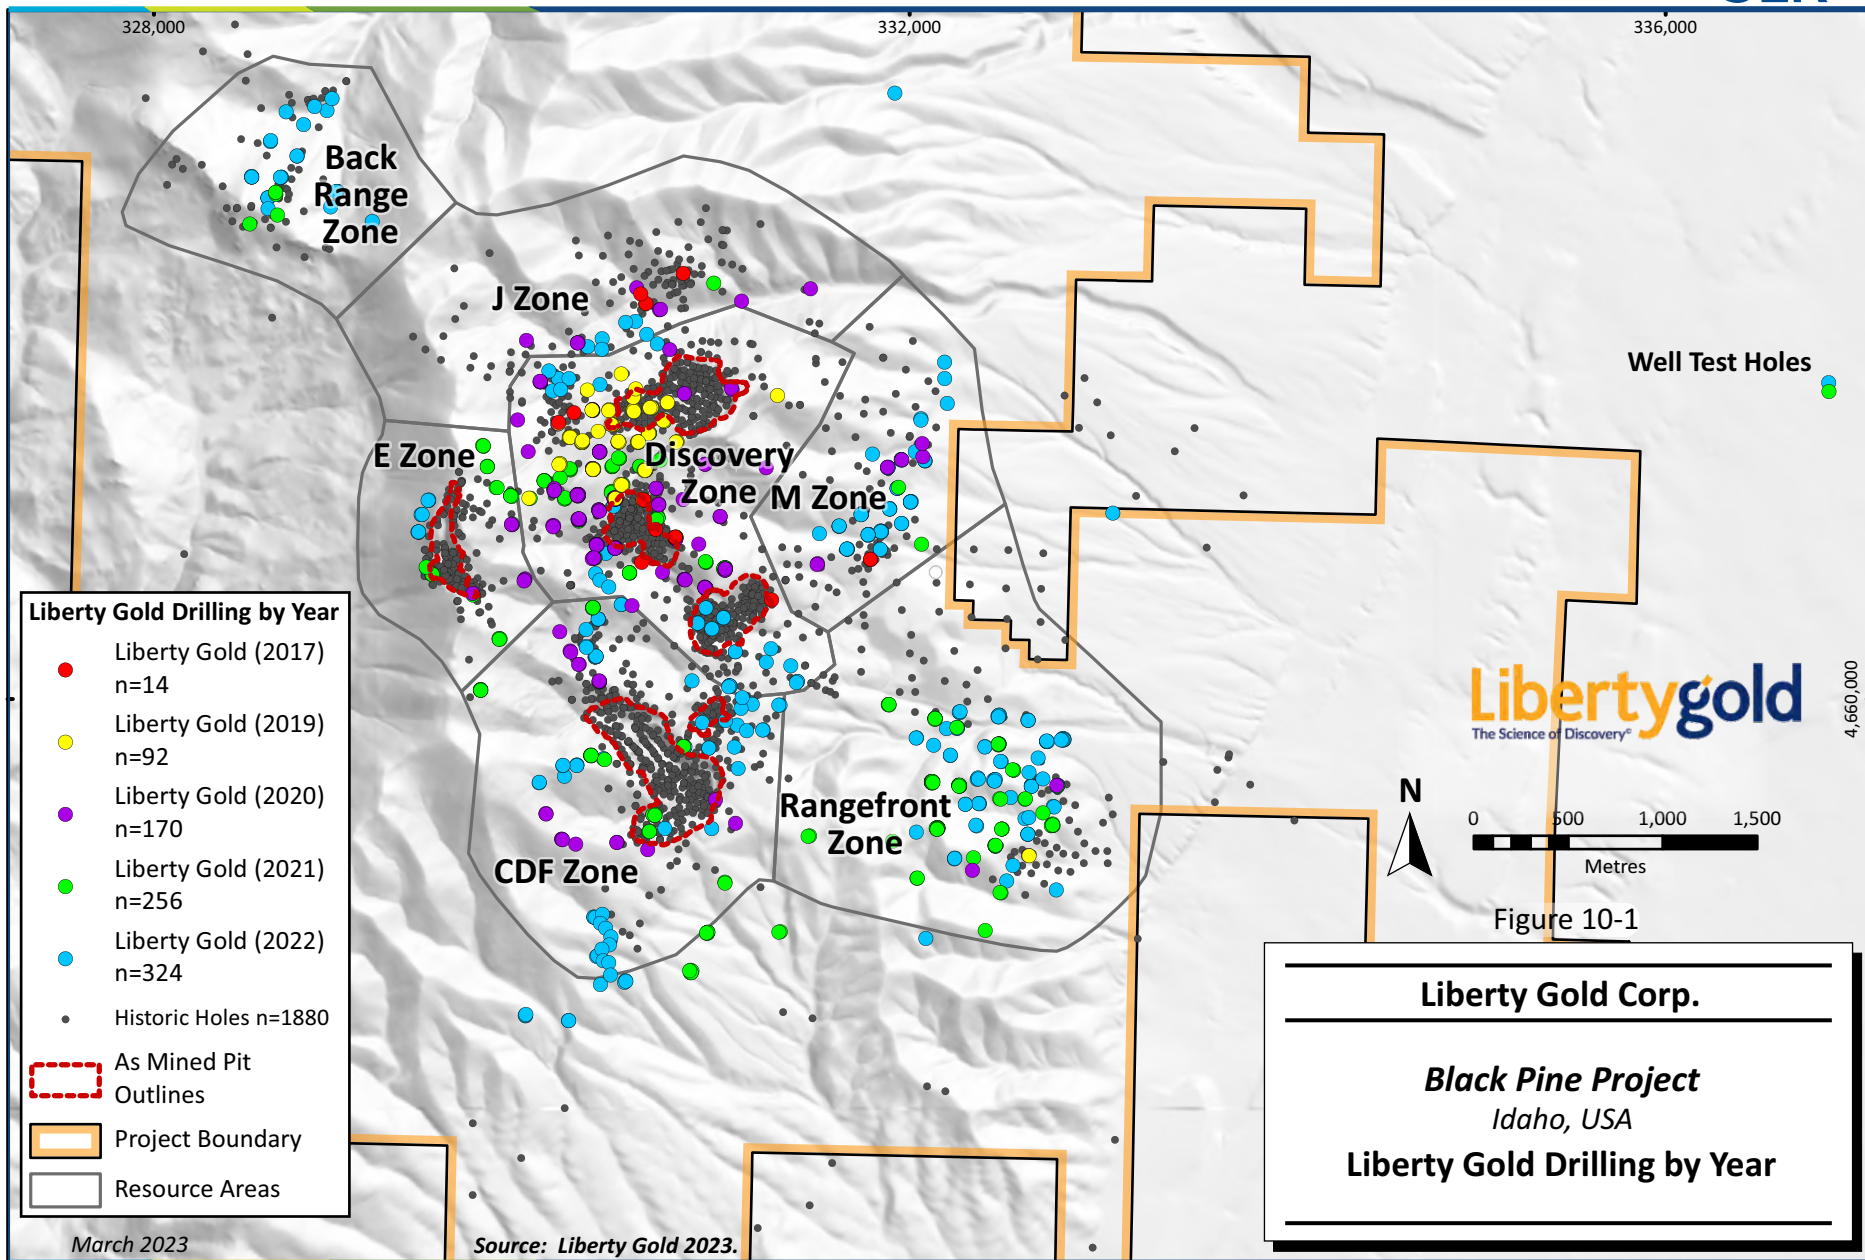 328,000
332,000
336,000
Back
Range
Zone
J Zone
Well Test Holes
E Zone
Discovery
Zone
M Zone
Liberty Gold Drilling by Year
Liberty Gold (2017)
n=14
Liberty Gold (2019)
n=92
Liberty Gold (2020)
n=170
Liberty Gold (2021)
n=256
Liberty Gold (2022)
n=324
Historic Holes n=1880
As Mined Pit
Outlines
Project Boundary
Resource Areas
4,660,000
Libertygold
The Science of Discovery©
Rangefront
Zone
CDF Zone
N
0 500 1,000 1,500
Metres
Figure 10-1
Liberty Gold Corp.
Black Pine Project
Idaho, USA
Liberty Gold Drilling by Year
March 2023
Source: Liberty Gold 2023.